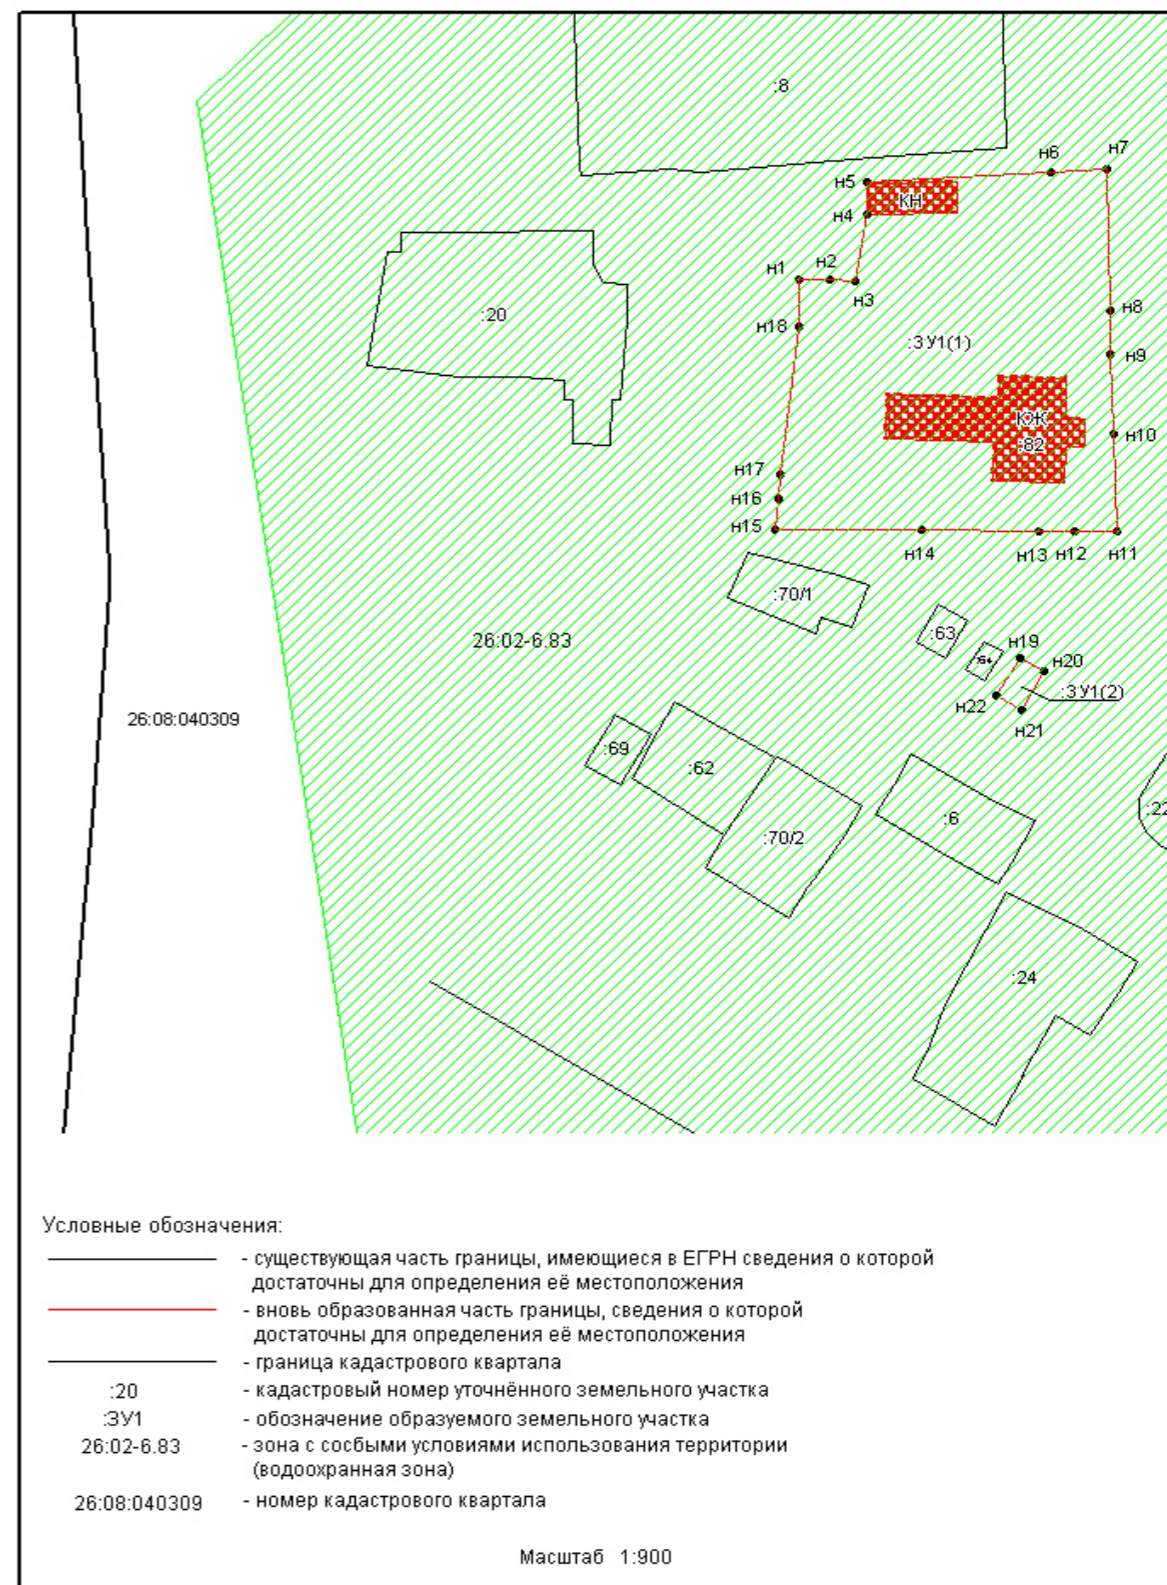 :8
н6
н7
н5
КН
н4
н1
н2
н3
:20
н18
н8
:ЗУ1(1)
н9
КЖ
:82
н10
н17
н16
н15
н14
н13
н12
н11
:70/1
:63
26:02-6.83
н19
:64
н20
:ЗУ1(2)
н22
н21
26:08:040309
:69
:62
:70/2
:6
:22
:24
Условные обозначения:
- существующая часть границы, имеющиеся в ЕГРН сведения о которой
достаточны для определения её местоположения
- вновь образованная часть границы, сведения о которой
достаточны для определения её местоположения
- граница кадастрового квартала
:20 - кадастровый номер уточнённого земельного участка
:ЗУ1 - обозначение образуемого земельного участка
26:02-6.83 - зона с сосбыми условиями использования территории
(водоохранная зона)
26:08:040309 - номер кадастрового квартала
Масштаб 1:900